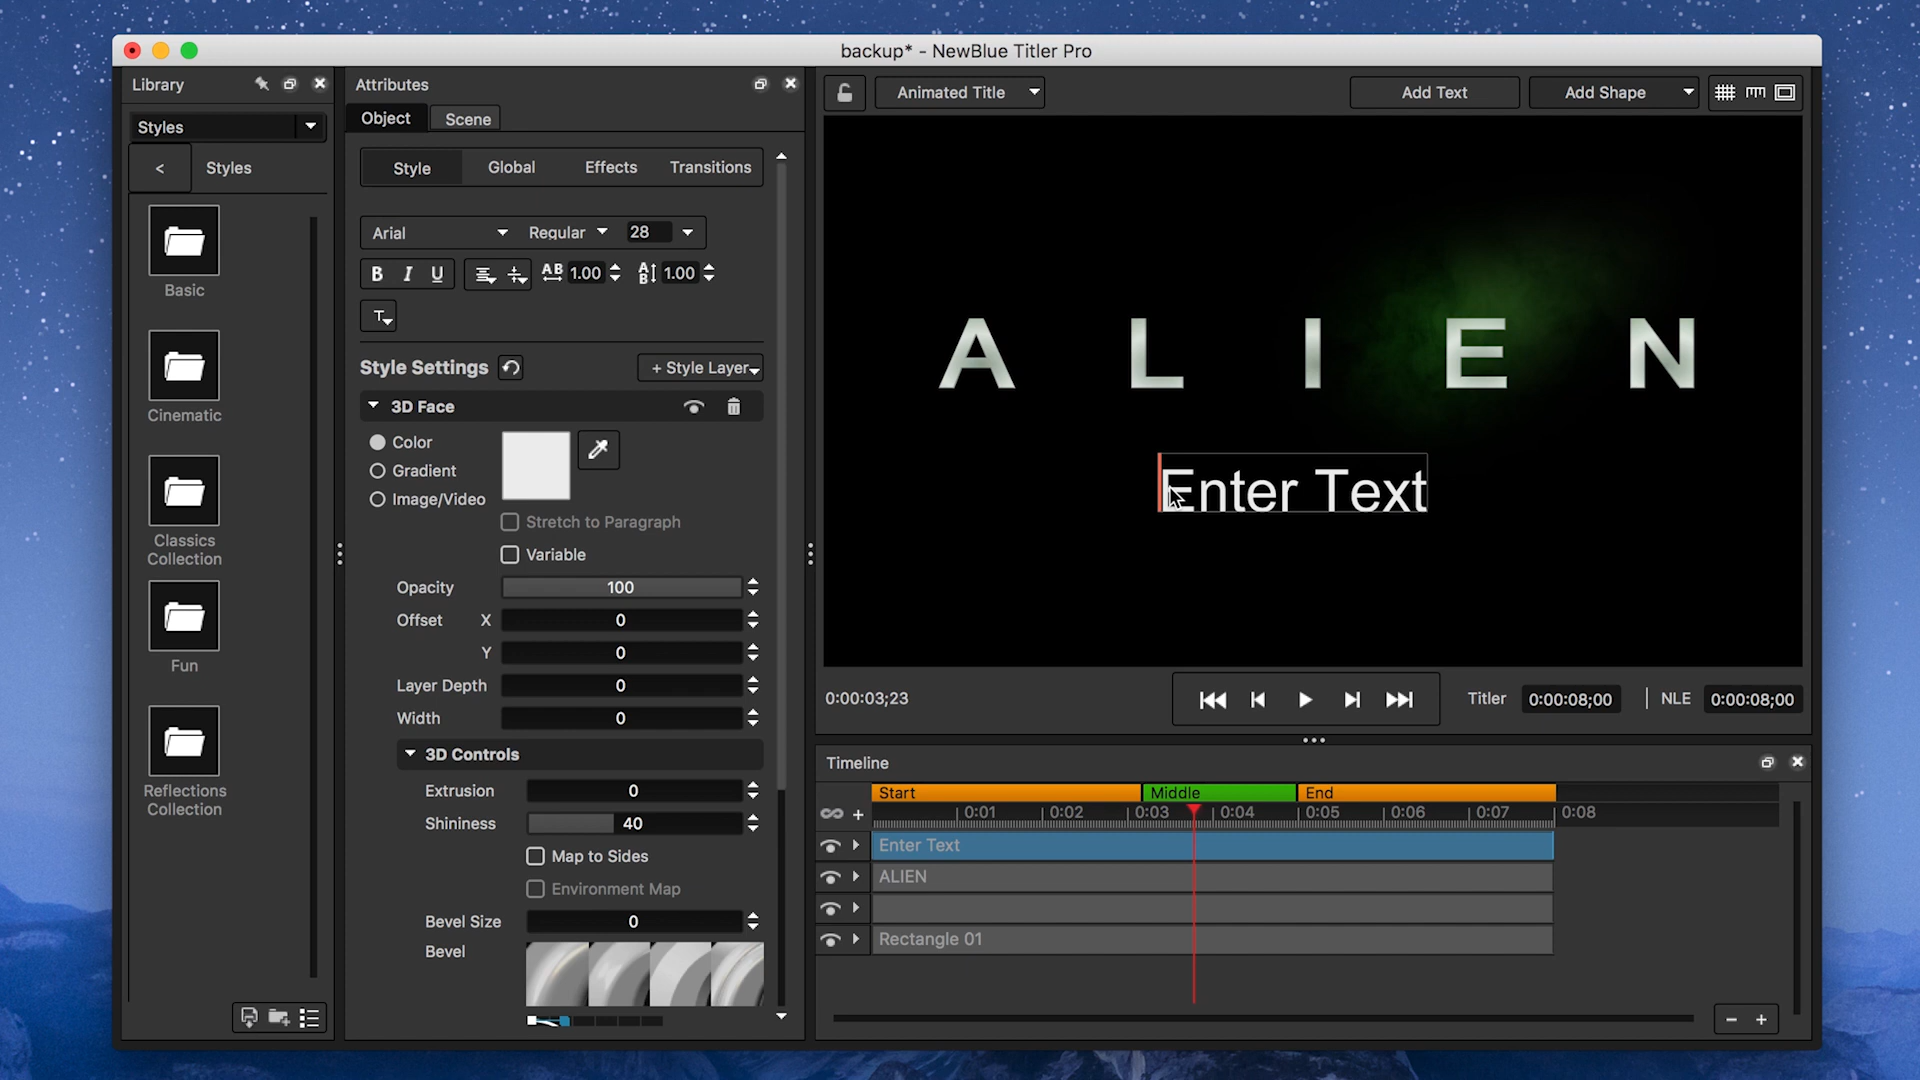 backup* - NewBlue Titler Pro
Library
Styles
<
Styles
Basic
Cinematic
Classics
Collection
Fun
Reflections
Collection
Attributes
Object
Scene
Style
Global
Effects
Transitions
Arial
Regular
28
B I U
AB 1.00
AB 1.00
T
Style Settings
+ Style Layer
3D Face
Color
Gradient
Image/Video
Stretch to Paragraph
Variable
Opacity 100
Offset X 0
Y 0
Layer Depth 0
Width 0
3D Controls
Extrusion 0
Shininess 40
Map to Sides
Environment Map
Bevel Size 0
Bevel
Animated Title
Add Text
Add Shape
A L I E N
Enter Text
0:00:03;23
Titler 0:00:08;00
NLE 0:00:08;00
Timeline
Start
Middle
End
+
0:01 0:02 0:03 0:04 0:05 0:06 0:07 0:08
Enter Text
ALIEN
Rectangle 01
- +